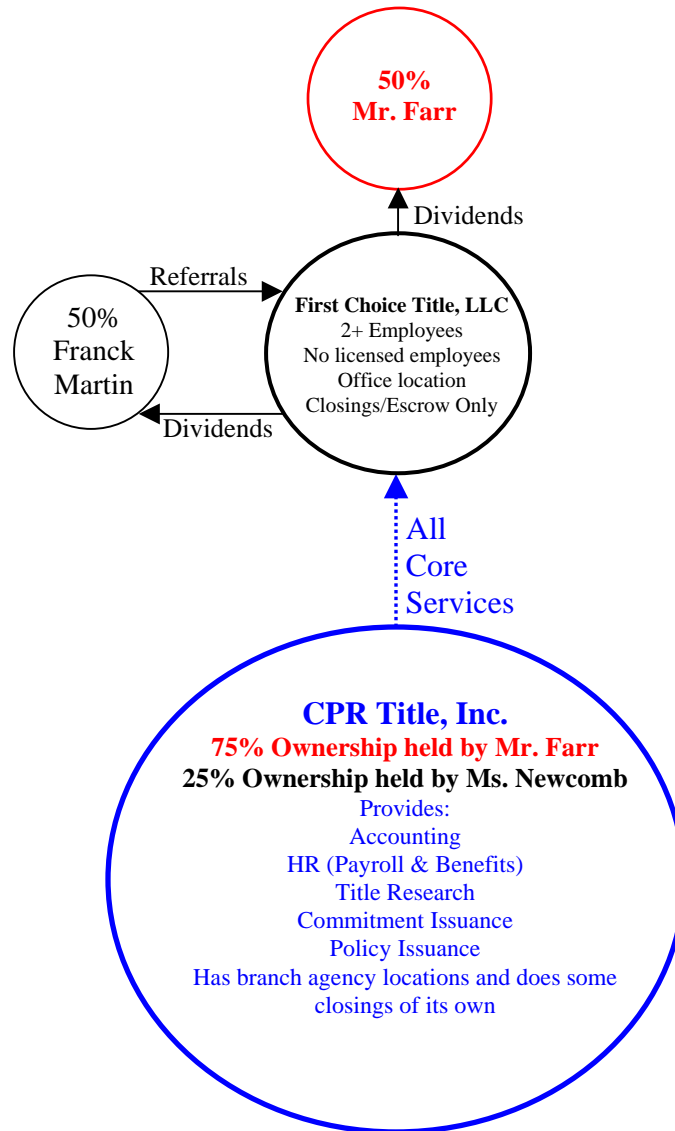 50%
Mr. Farr
Dividends
Referrals
50%
Franck
Martin
First Choice Title, LLC
2+ Employees
No licensed employees
Office location
Closings/Escrow Only
Dividends
All
Core
Services
CPR Title, Inc.
75% Ownership held by Mr. Farr
25% Ownership held by Ms. Newcomb
Provides:
Accounting
HR (Payroll & Benefits)
Title Research
Commitment Issuance
Policy Issuance
Has branch agency locations and does some
closings of its own